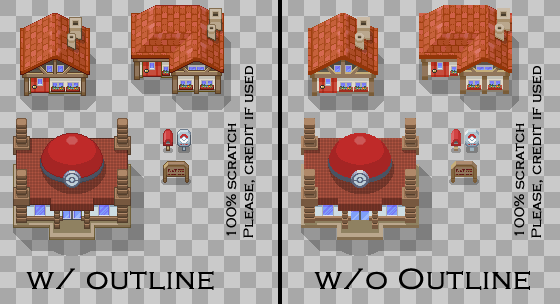 100% SCRATCH
PLEASE, CREDIT IF USED
W/ OUTLINE
100% SCRATCH
PLEASE, CREDIT IF USED
W/O OUTLINE